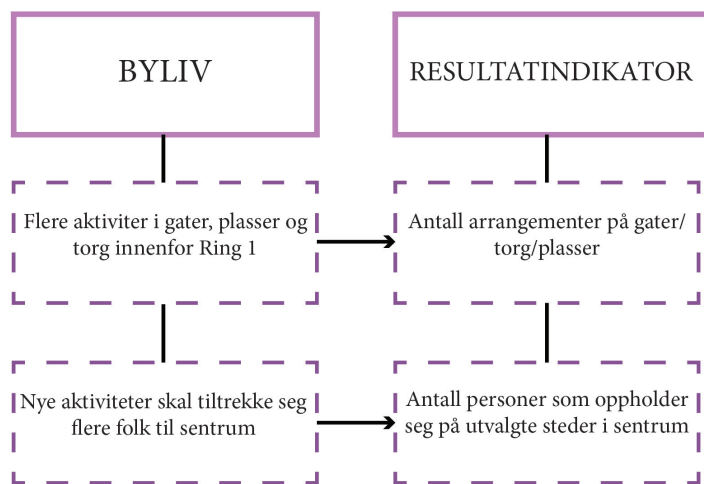 BYLIV
RESULTATINDIKATOR
Flere aktiviter i gater, plasser og
torg innenfor Ring 1
Antall arrangementer på gater/
torg/plasser
Nye aktiviteter skal tiltrekke seg
flere folk til sentrum
Antall personer som oppholder
seg på utvalgte steder i sentrum